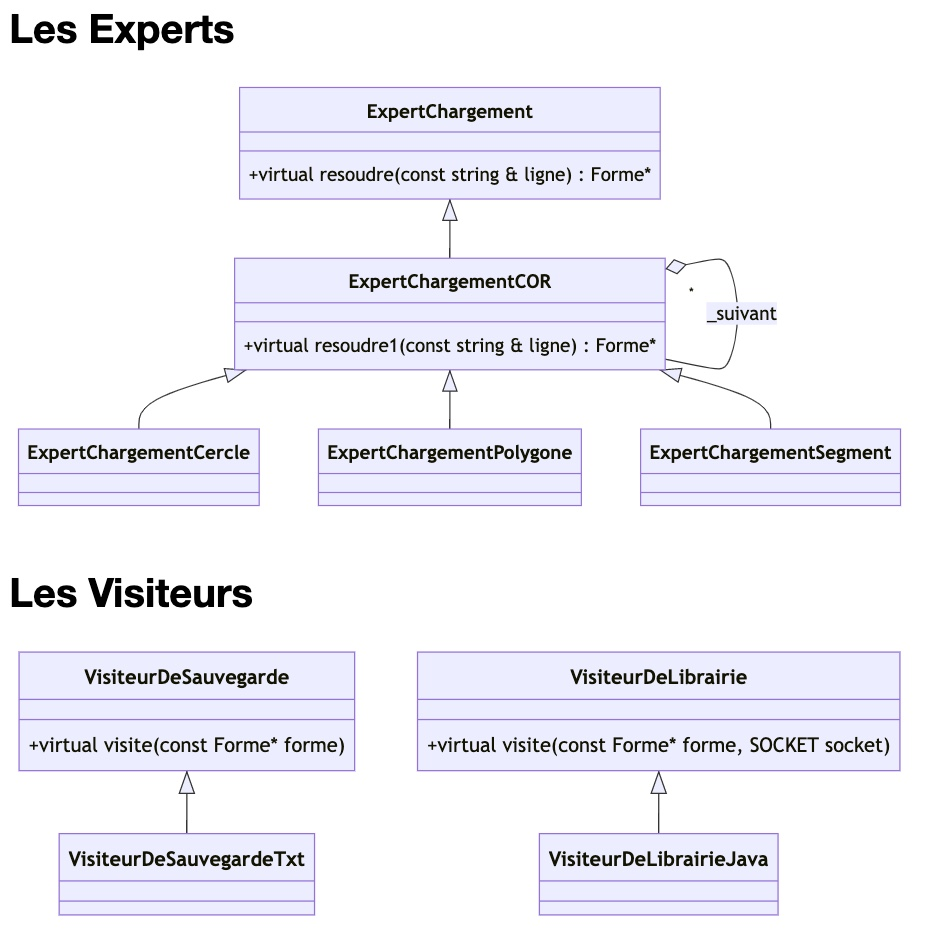 Les Experts
ExpertChargement
+virtual resoudre(const string & ligne) : Forme*
ExpertChargementCOR
*
_suivant
+virtual resoudre1(const string & ligne) : Forme*
ExpertChargementCercle
ExpertChargementPolygone
ExpertChargementSegment
Les Visiteurs
VisiteurDeSauvegarde
VisiteurDeLibrairie
+virtual visite(const Forme* forme)
+virtual visite(const Forme* forme, SOCKET socket)
VisiteurDeSauvegardeTxt
VisiteurDeLibrairieJava